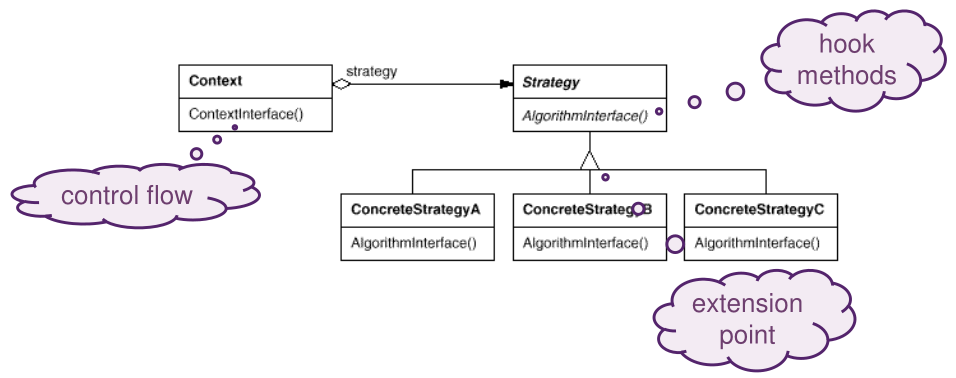 hook
methods
strategy
Context
Strategy
ContextInterface()
AlgorithmInterface()
control flow
ConcreteStrategyA
ConcreteStrategyB
ConcreteStrategyC
AlgorithmInterface()
AlgorithmInterface()
AlgorithmInterface()
extension
point